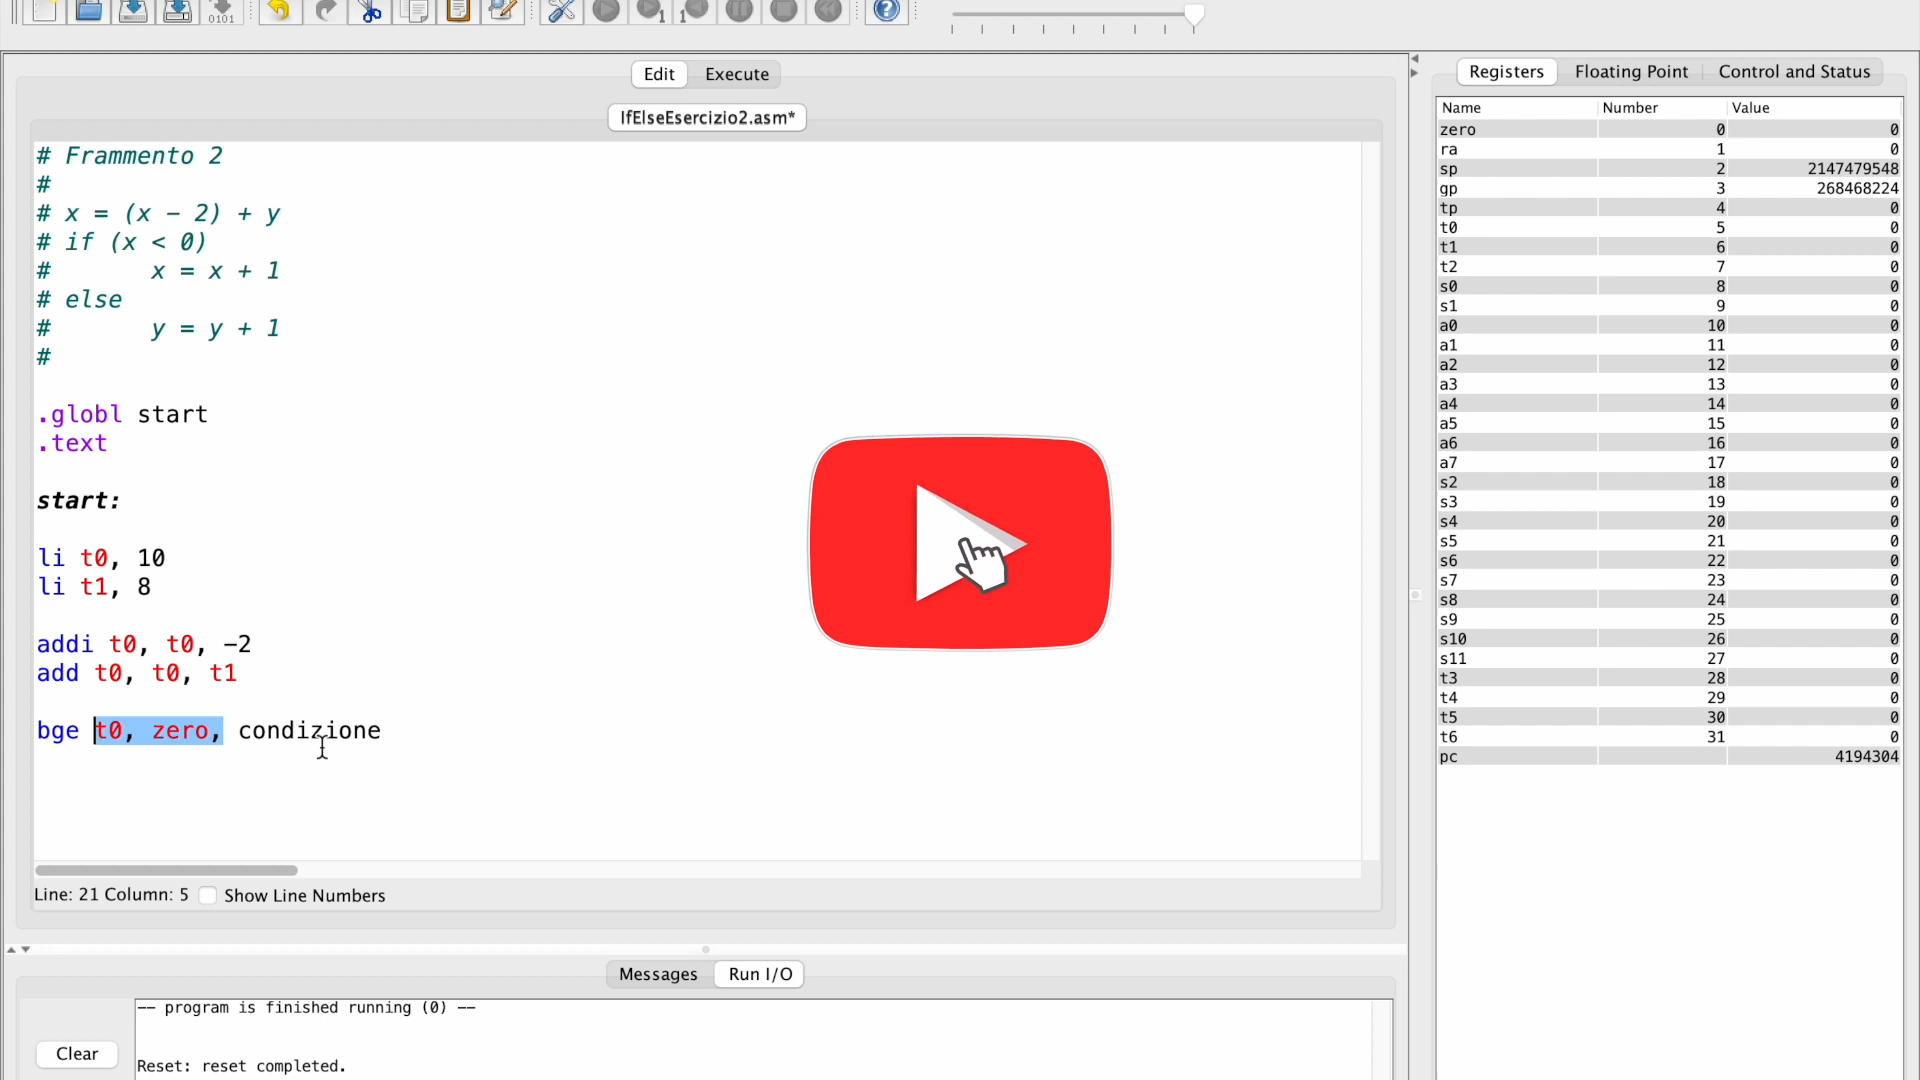 0101
1
1
?
Edit
Execute
IfElseEsercizio2.asm*
# Frammento 2
#
# x = (x - 2) + y
# if (x < 0)
# x = x + 1
# else
# y = y + 1
#
.globl start
.text
start:
li t0, 10
li t1, 8
addi t0, t0, -2
add t0, t0, t1
bge t0, zero, condizione
Line: 21 Column: 5
Show Line Numbers
Messages
Run I/O
Clear
-- program is finished running (0) --
Reset: reset completed.
Registers
Floating Point
Control and Status
Name Number Value
zero 0 0
ra 1 0
sp 2 2147479548
gp 3 268468224
tp 4 0
t0 5 0
t1 6 0
t2 7 0
s0 8 0
s1 9 0
a0 10 0
a1 11 0
a2 12 0
a3 13 0
a4 14 0
a5 15 0
a6 16 0
a7 17 0
s2 18 0
s3 19 0
s4 20 0
s5 21 0
s6 22 0
s7 23 0
s8 24 0
s9 25 0
s10 26 0
s11 27 0
t3 28 0
t4 29 0
t5 30 0
t6 31 0
pc 4194304